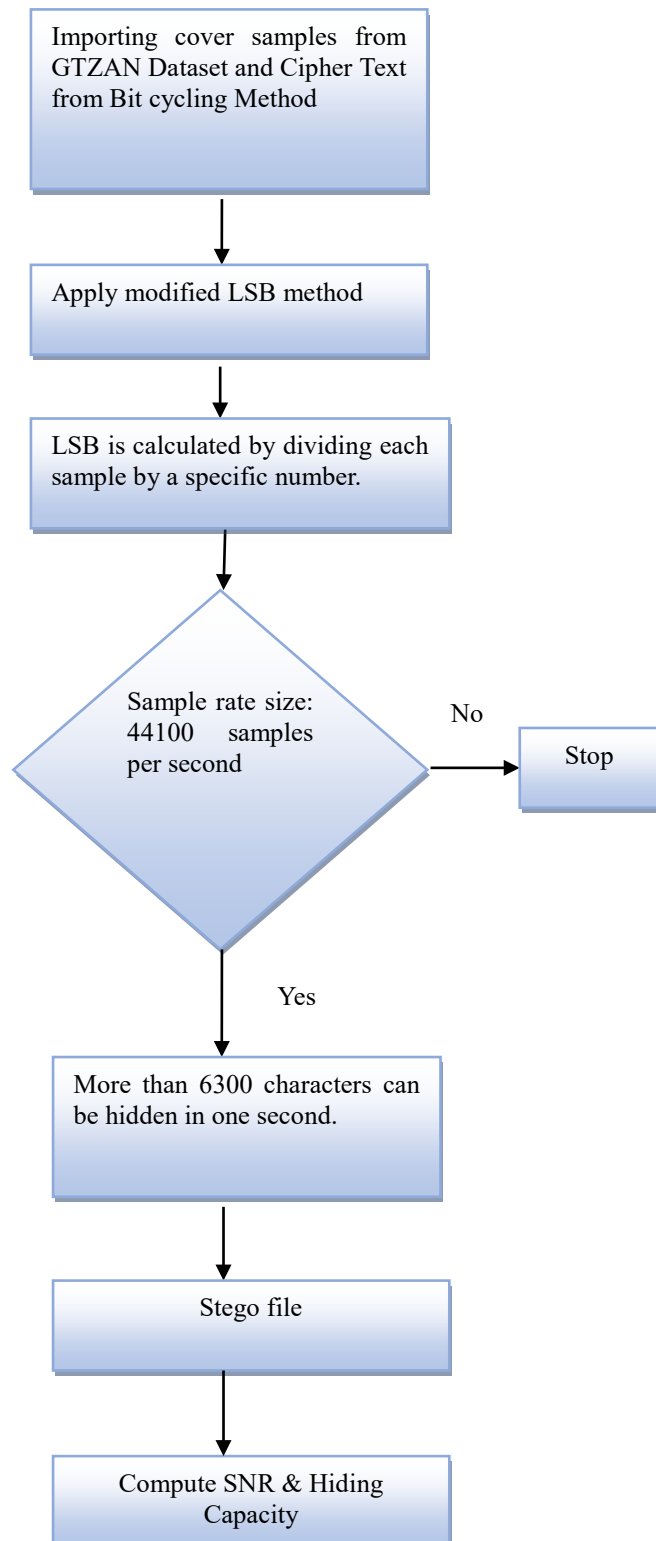 Importing cover samples from
GTZAN Dataset and Cipher Text
from Bit cycling Method
Apply modified LSB method
LSB is calculated by dividing each
sample by a specific number.
Sample rate size:
44100 samples
per second
No
Stop
Yes
More than 6300 characters can
be hidden in one second.
Stego file
Compute SNR & Hiding
Capacity